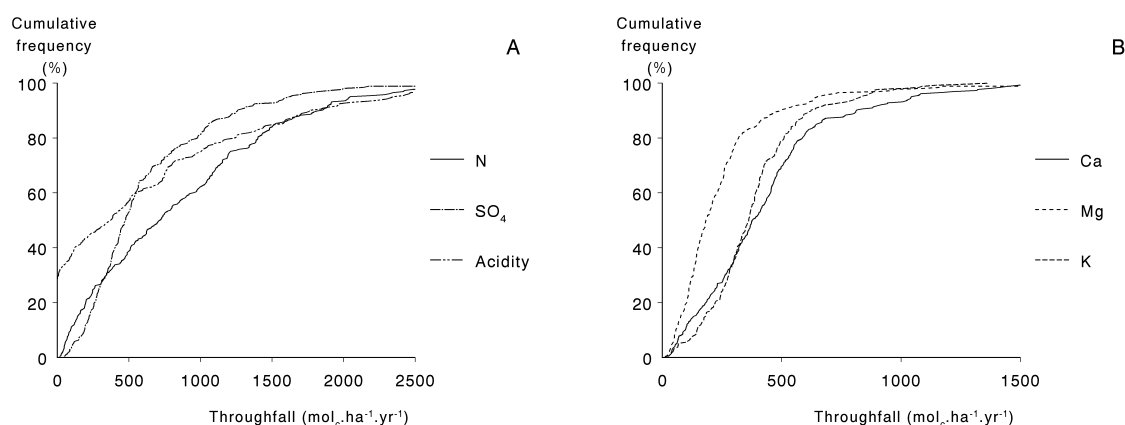 Cumulative
frequency
(%)
A
100
80
60
40
20
0
0 500 1000 1500 2000 2500
Throughfall (mol_c.ha⁻¹.yr⁻¹)
N
SO₄
Acidity
Cumulative
frequency
(%)
B
100
80
60
40
20
0
0 500 1000 1500
Throughfall (mol_c.ha⁻¹.yr⁻¹)
Ca
Mg
K